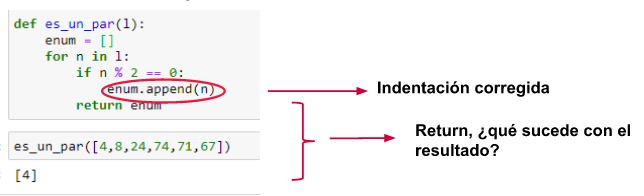 def es_un_par(l):
    enum = []
    for n in l:
        if n % 2 == 0:
            enum.append(n)
        return enum
Indentación corregida
Return, ¿qué sucede con el
resultado?
es_un_par([4,8,24,74,71,67])
[4]